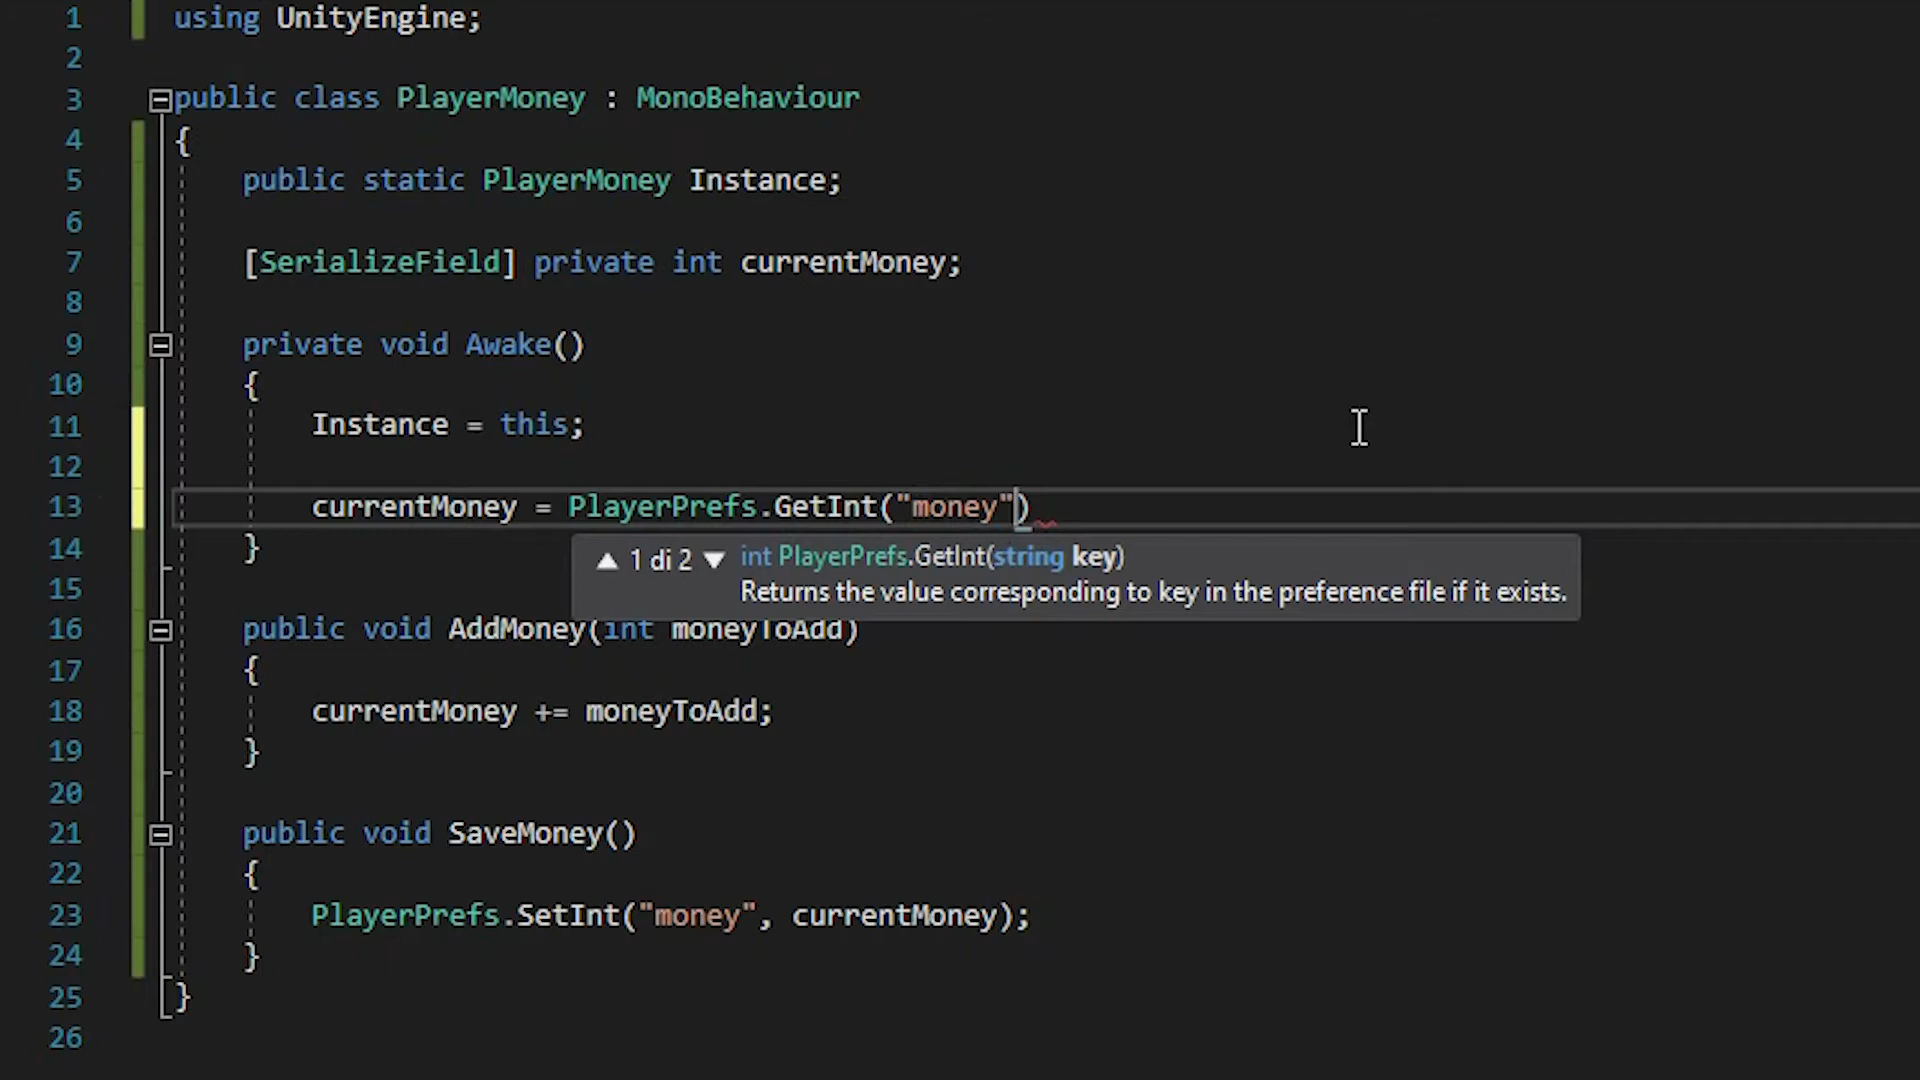 1 using UnityEngine;
2
3 public class PlayerMoney : MonoBehaviour
4 {
5 public static PlayerMoney Instance;
6
7 [SerializeField] private int currentMoney;
8
9 private void Awake()
10 {
11 Instance = this;
12
13 currentMoney = PlayerPrefs.GetInt("money")
14 }
1 di 2 int PlayerPrefs.GetInt(string key)
15
Returns the value corresponding to key in the preference file if it exists.
16 public void AddMoney(int moneyToAdd)
17 {
18 currentMoney += moneyToAdd;
19 }
20
21 public void SaveMoney()
22 {
23 PlayerPrefs.SetInt("money", currentMoney);
24 }
25 }
26